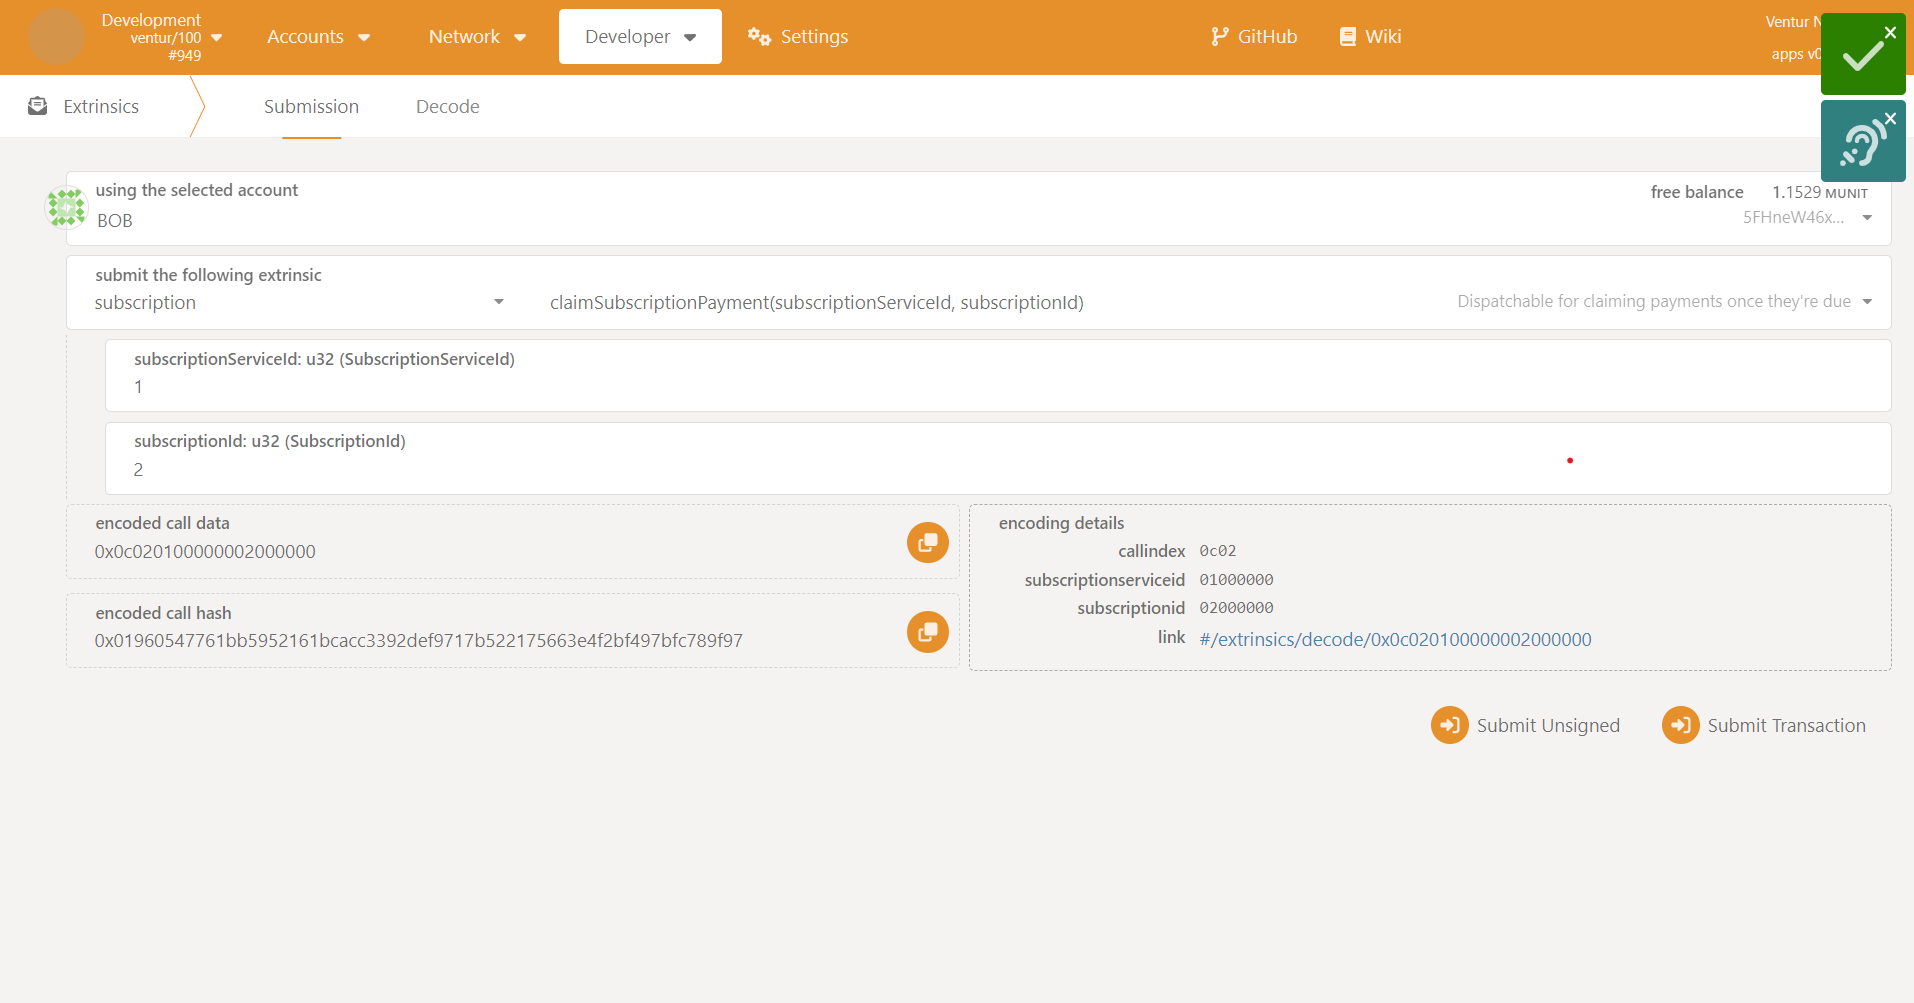 Development
ventur/100
#949
Accounts
Network
Developer
Settings
GitHub
Wiki
Ventur
apps
Extrinsics
Submission
Decode
using the selected account
BOB
free balance 1.1529 MUNIT
5FHneW46x...
submit the following extrinsic
subscription
claimSubscriptionPayment(subscriptionServiceId, subscriptionId)
Dispatchable for claiming payments once they're due
subscriptionServiceId: u32 (SubscriptionServiceId)
1
subscriptionId: u32 (SubscriptionId)
2
encoded call data
0x0c020100000002000000
encoded call hash
0x01960547761bb5952161bcacc3392def9717b522175663e4f2bf497bfc789f97
encoding details
callindex 0c02
subscriptionserviceid 01000000
subscriptionid 02000000
link #/extrinsics/decode/0x0c020100000002000000
Submit Unsigned
Submit Transaction